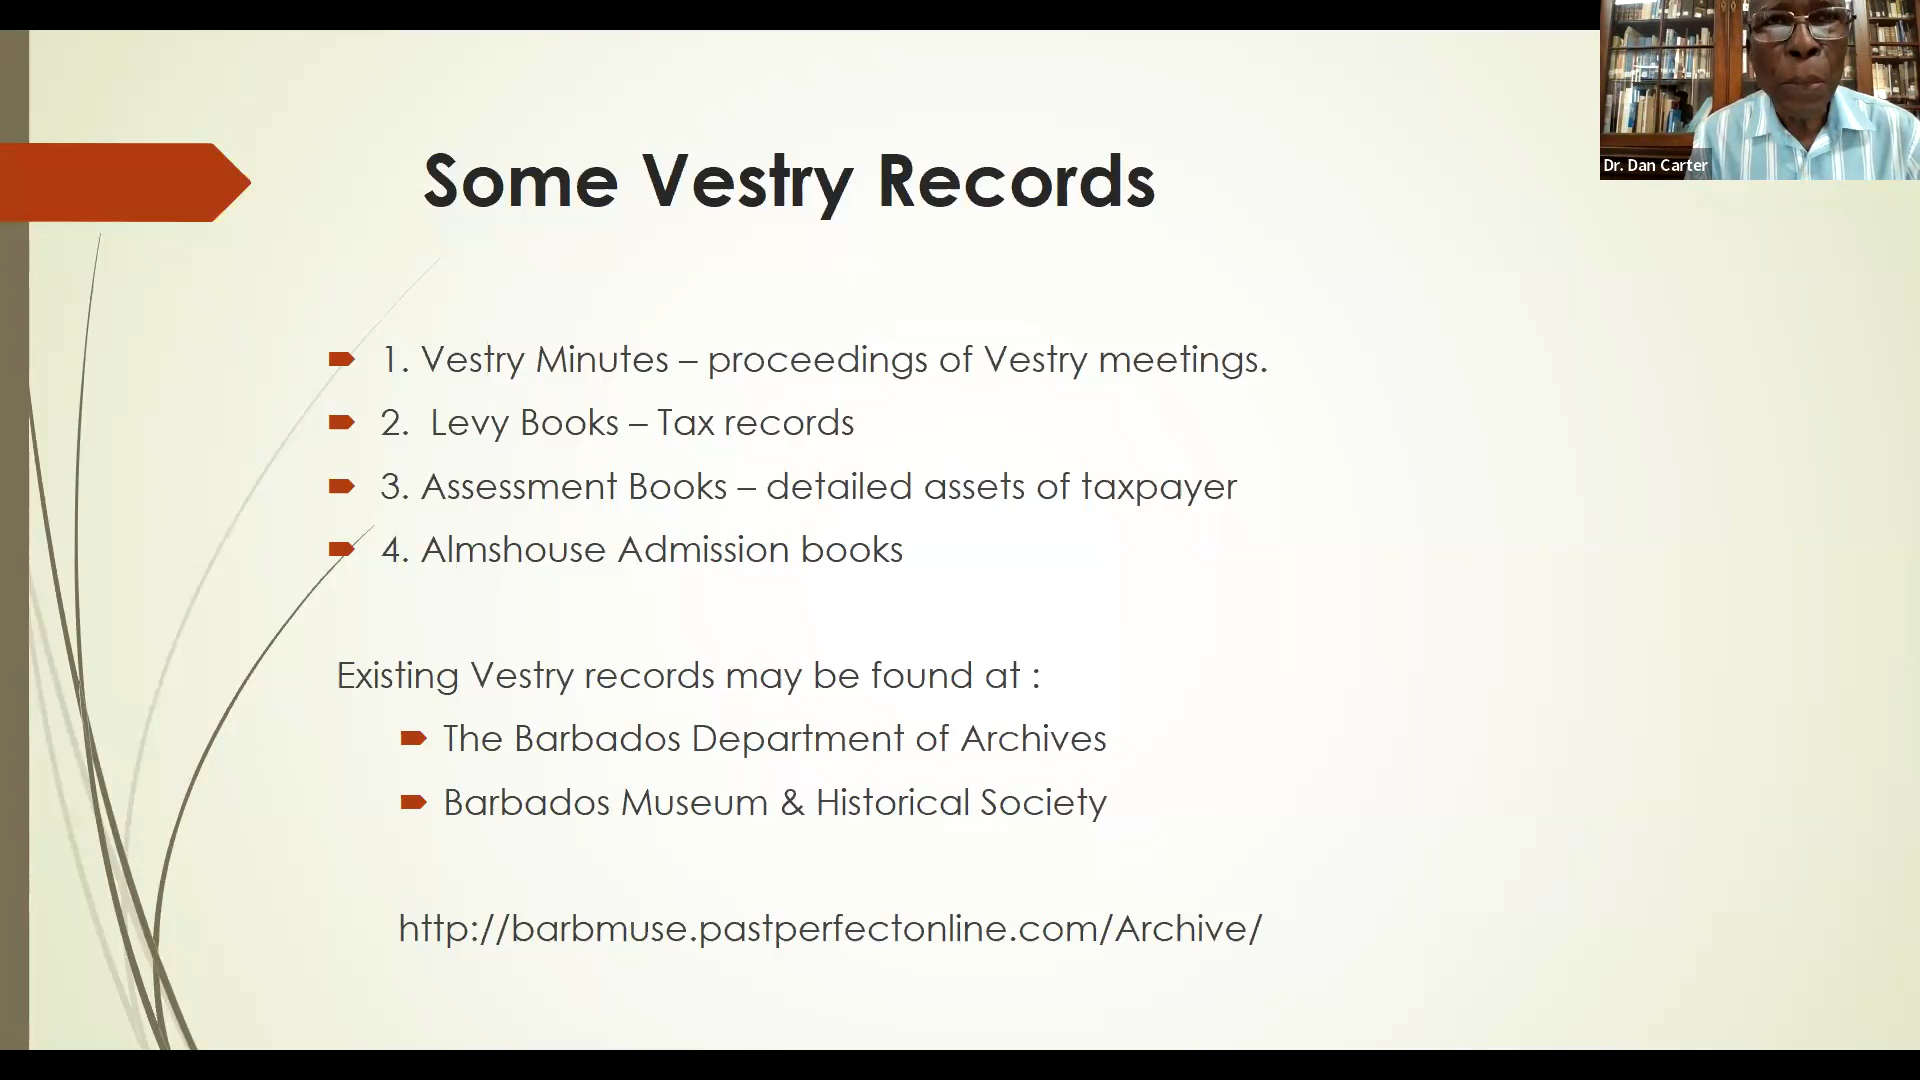 Dr. Dan Carter
Some Vestry Records
1. Vestry Minutes – proceedings of Vestry meetings.
2. Levy Books – Tax records
3. Assessment Books – detailed assets of taxpayer
4. Almshouse Admission books
Existing Vestry records may be found at :
The Barbados Department of Archives
Barbados Museum & Historical Society
http://barbmuse.pastperfectonline.com/Archive/